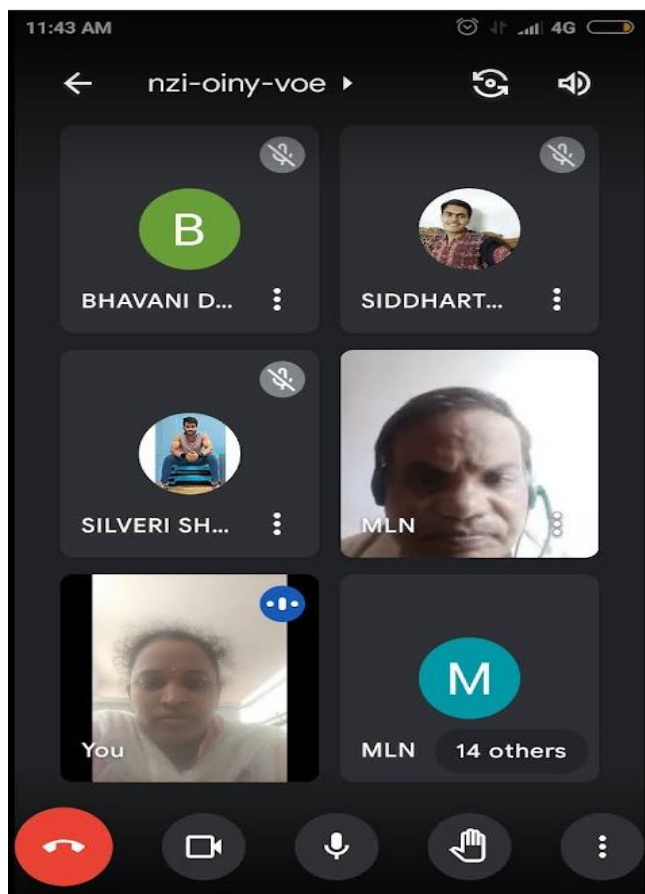 11:43 AM 4G
nzi-oiny-voe
B
BHAVANI D...
SIDDHART...
SILVERI SH...
MLN
You
M
MLN 14 others